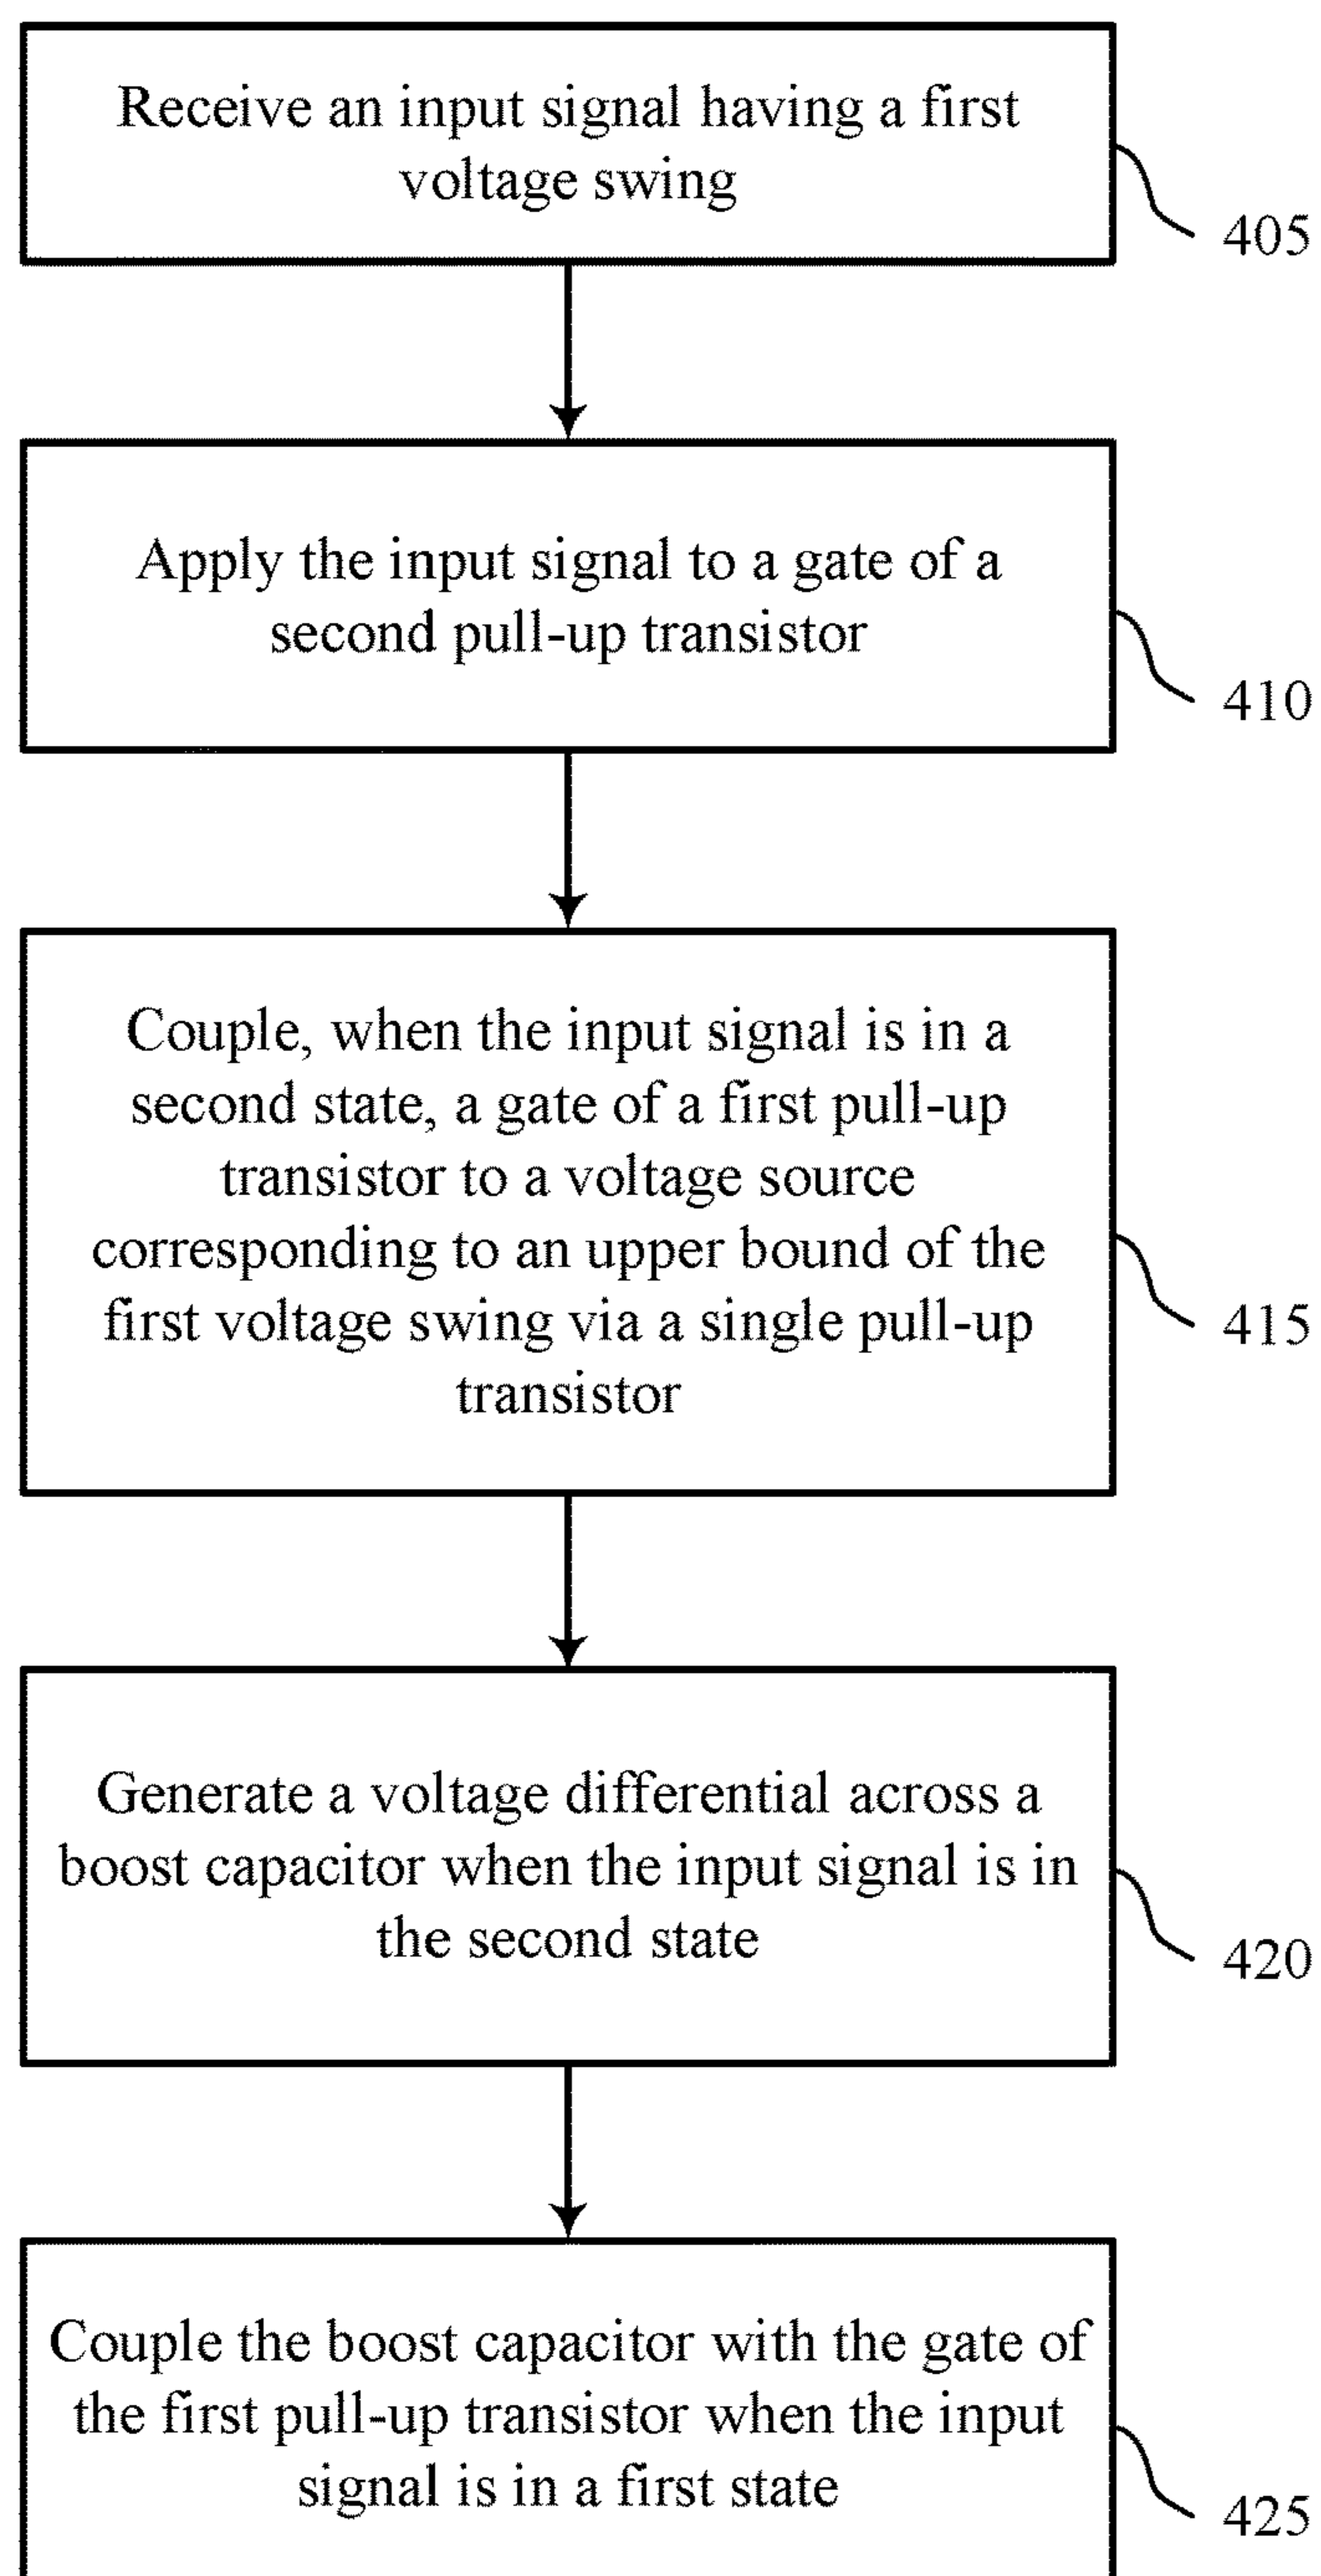 Receive an input signal having a first
voltage swing
405
Apply the input signal to a gate of a
second pull-up transistor
410
Couple, when the input signal is in a
second state, a gate of a first pull-up
transistor to a voltage source
corresponding to an upper bound of the
first voltage swing via a single pull-up
transistor
415
Generate a voltage differential across a
boost capacitor when the input signal is in
the second state
420
Couple the boost capacitor with the gate of
the first pull-up transistor when the input
signal is in a first state
425